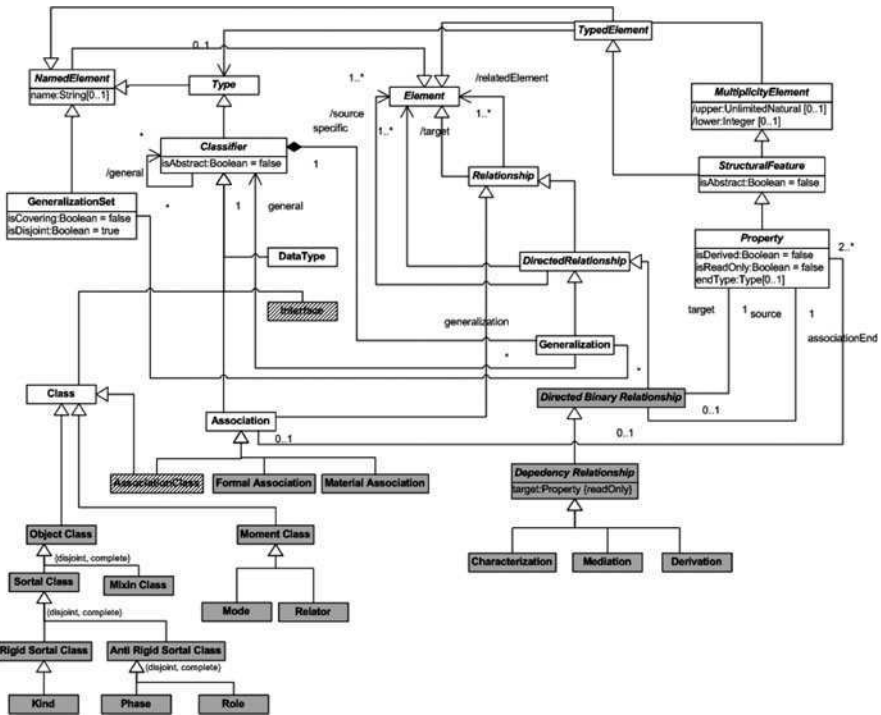 TypedElement
0..1
NamedElement
name:String[0..1]
Type
1..*
/relatedElement
Element
MultiplicityElement
/upper:UnlimitedNatural [0..1]
/lower:Integer [0..1]
/source
1..*
1..*
specific
/target
*
Classifier
isAbstract:Boolean = false
1
/general
Relationship
StructuralFeature
isAbstract:Boolean = false
GeneralizationSet
isCovering:Boolean = false
isDisjoint:Boolean = true
*
1
general
Property
isDerived:Boolean = false
isReadOnly:Boolean = false
endType:Type[0..1]
2..*
DataType
DirectedRelationship
Interface
target
1
source
1
generalization
associationEnd
Generalization
*
*
Class
Directed Binary Relationship
0..1
Association
0..1
0..1
AssociationClass
Formal Association
Material Association
Depedency Relationship
target:Property {readOnly}
Object Class
Moment Class
{disjoint, complete}
Characterization
Mediation
Derivation
Sortal Class
Mixin Class
Mode
Relator
{disjoint, complete}
Rigid Sortal Class
Anti Rigid Sortal Class
{disjoint, complete}
Kind
Phase
Role